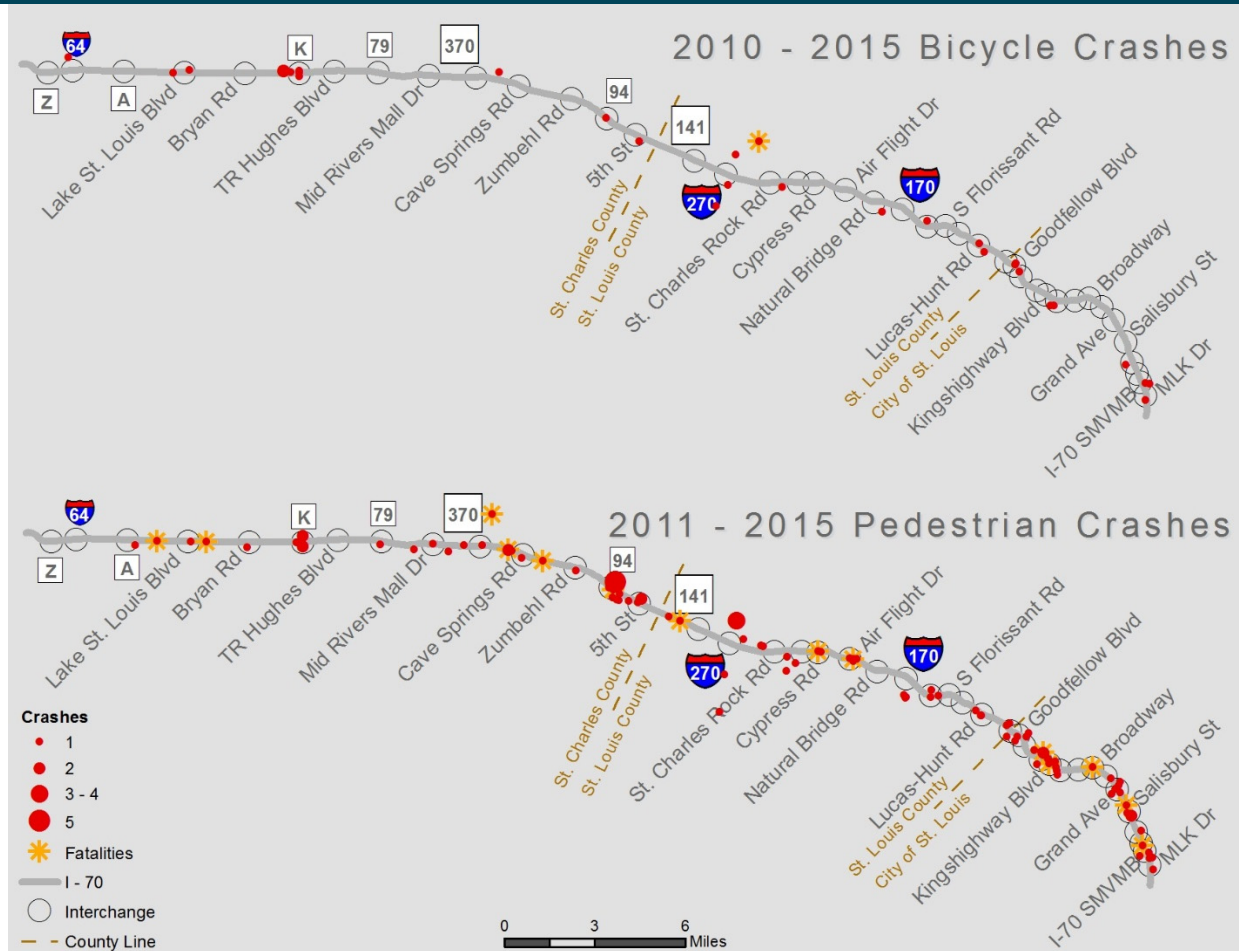 2010 - 2015 Bicycle Crashes
64
K
79
370
Z
A
94
141
Lake St. Louis Blvd
Bryan Rd
TR Hughes Blvd
Mid Rivers Mall Dr
Cave Springs Rd
Zumbehl Rd
5th St
St. Charles County
St. Louis County
270
St. Charles Rock Rd
Cypress Rd
Natural Bridge Rd
Air Flight Dr
170
S Florissant Rd
Lucas-Hunt Rd
Goodfellow Blvd
St. Louis County
City of St. Louis
Kingshighway Blvd
Broadway
Grand Ave
Salisbury St
I-70 SMVMB
MLK Dr
2011 - 2015 Pedestrian Crashes
64
K
79
370
Z
A
94
141
Lake St. Louis Blvd
Bryan Rd
TR Hughes Blvd
Mid Rivers Mall Dr
Cave Springs Rd
Zumbehl Rd
5th St
St. Charles County
St. Louis County
270
St. Charles Rock Rd
Cypress Rd
Natural Bridge Rd
Air Flight Dr
170
S Florissant Rd
Lucas-Hunt Rd
Goodfellow Blvd
St. Louis County
City of St. Louis
Kingshighway Blvd
Broadway
Grand Ave
Salisbury St
I-70 SMVMB
MLK Dr
Crashes
1
2
3 - 4
5
Fatalities
I - 70
Interchange
County Line
0 3 6
Miles